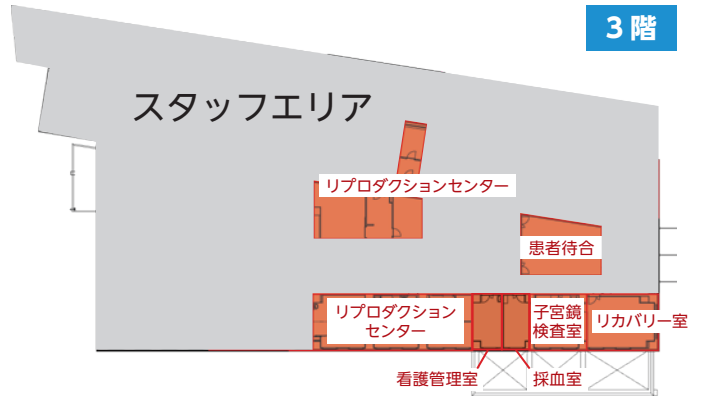 3階
スタッフエリア
リプロダクションセンター
患者待合
リプロダクション
センター
子宮鏡
検査室
リカバリー室
看護管理室
採血室